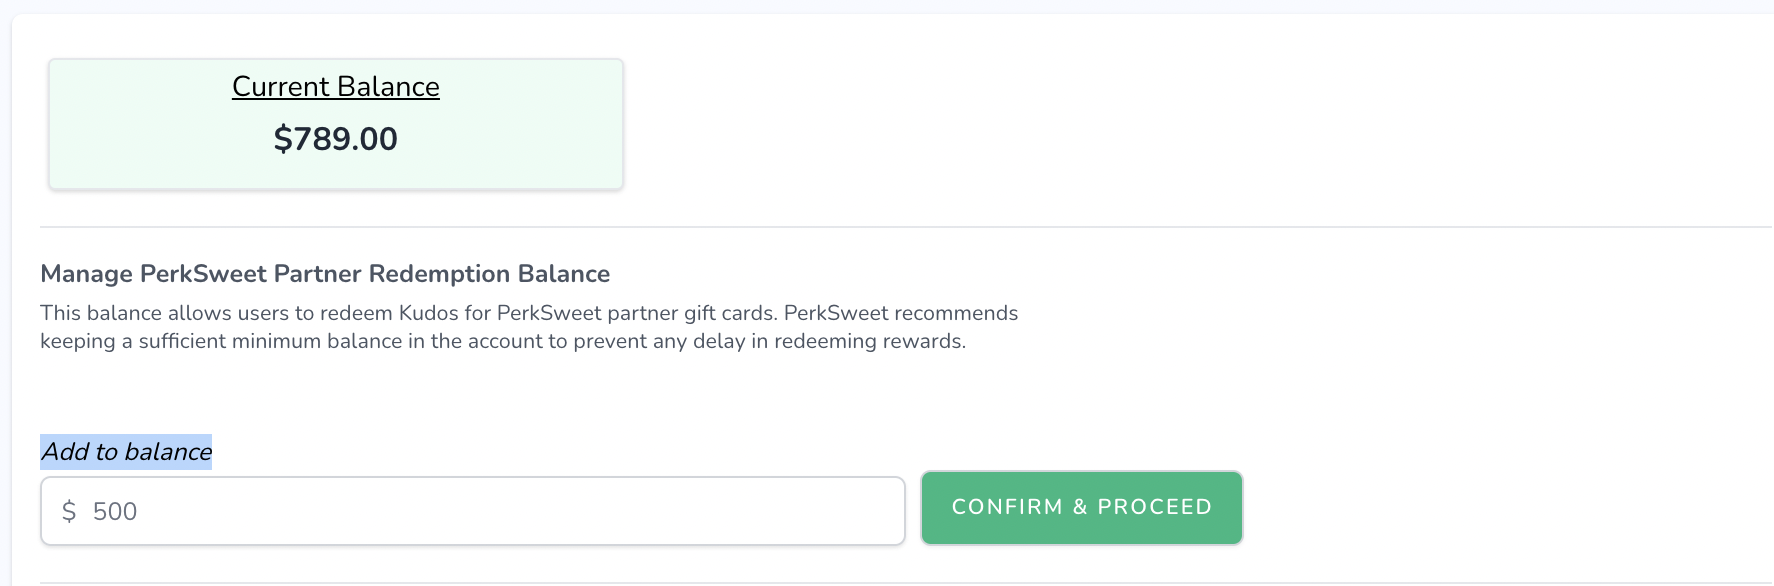 Current Balance
$789.00
Manage PerkSweet Partner Redemption Balance
This balance allows users to redeem Kudos for PerkSweet partner gift cards. PerkSweet recommends
keeping a sufficient minimum balance in the account to prevent any delay in redeeming rewards.
Add to balance
$ 500
CONFIRM & PROCEED